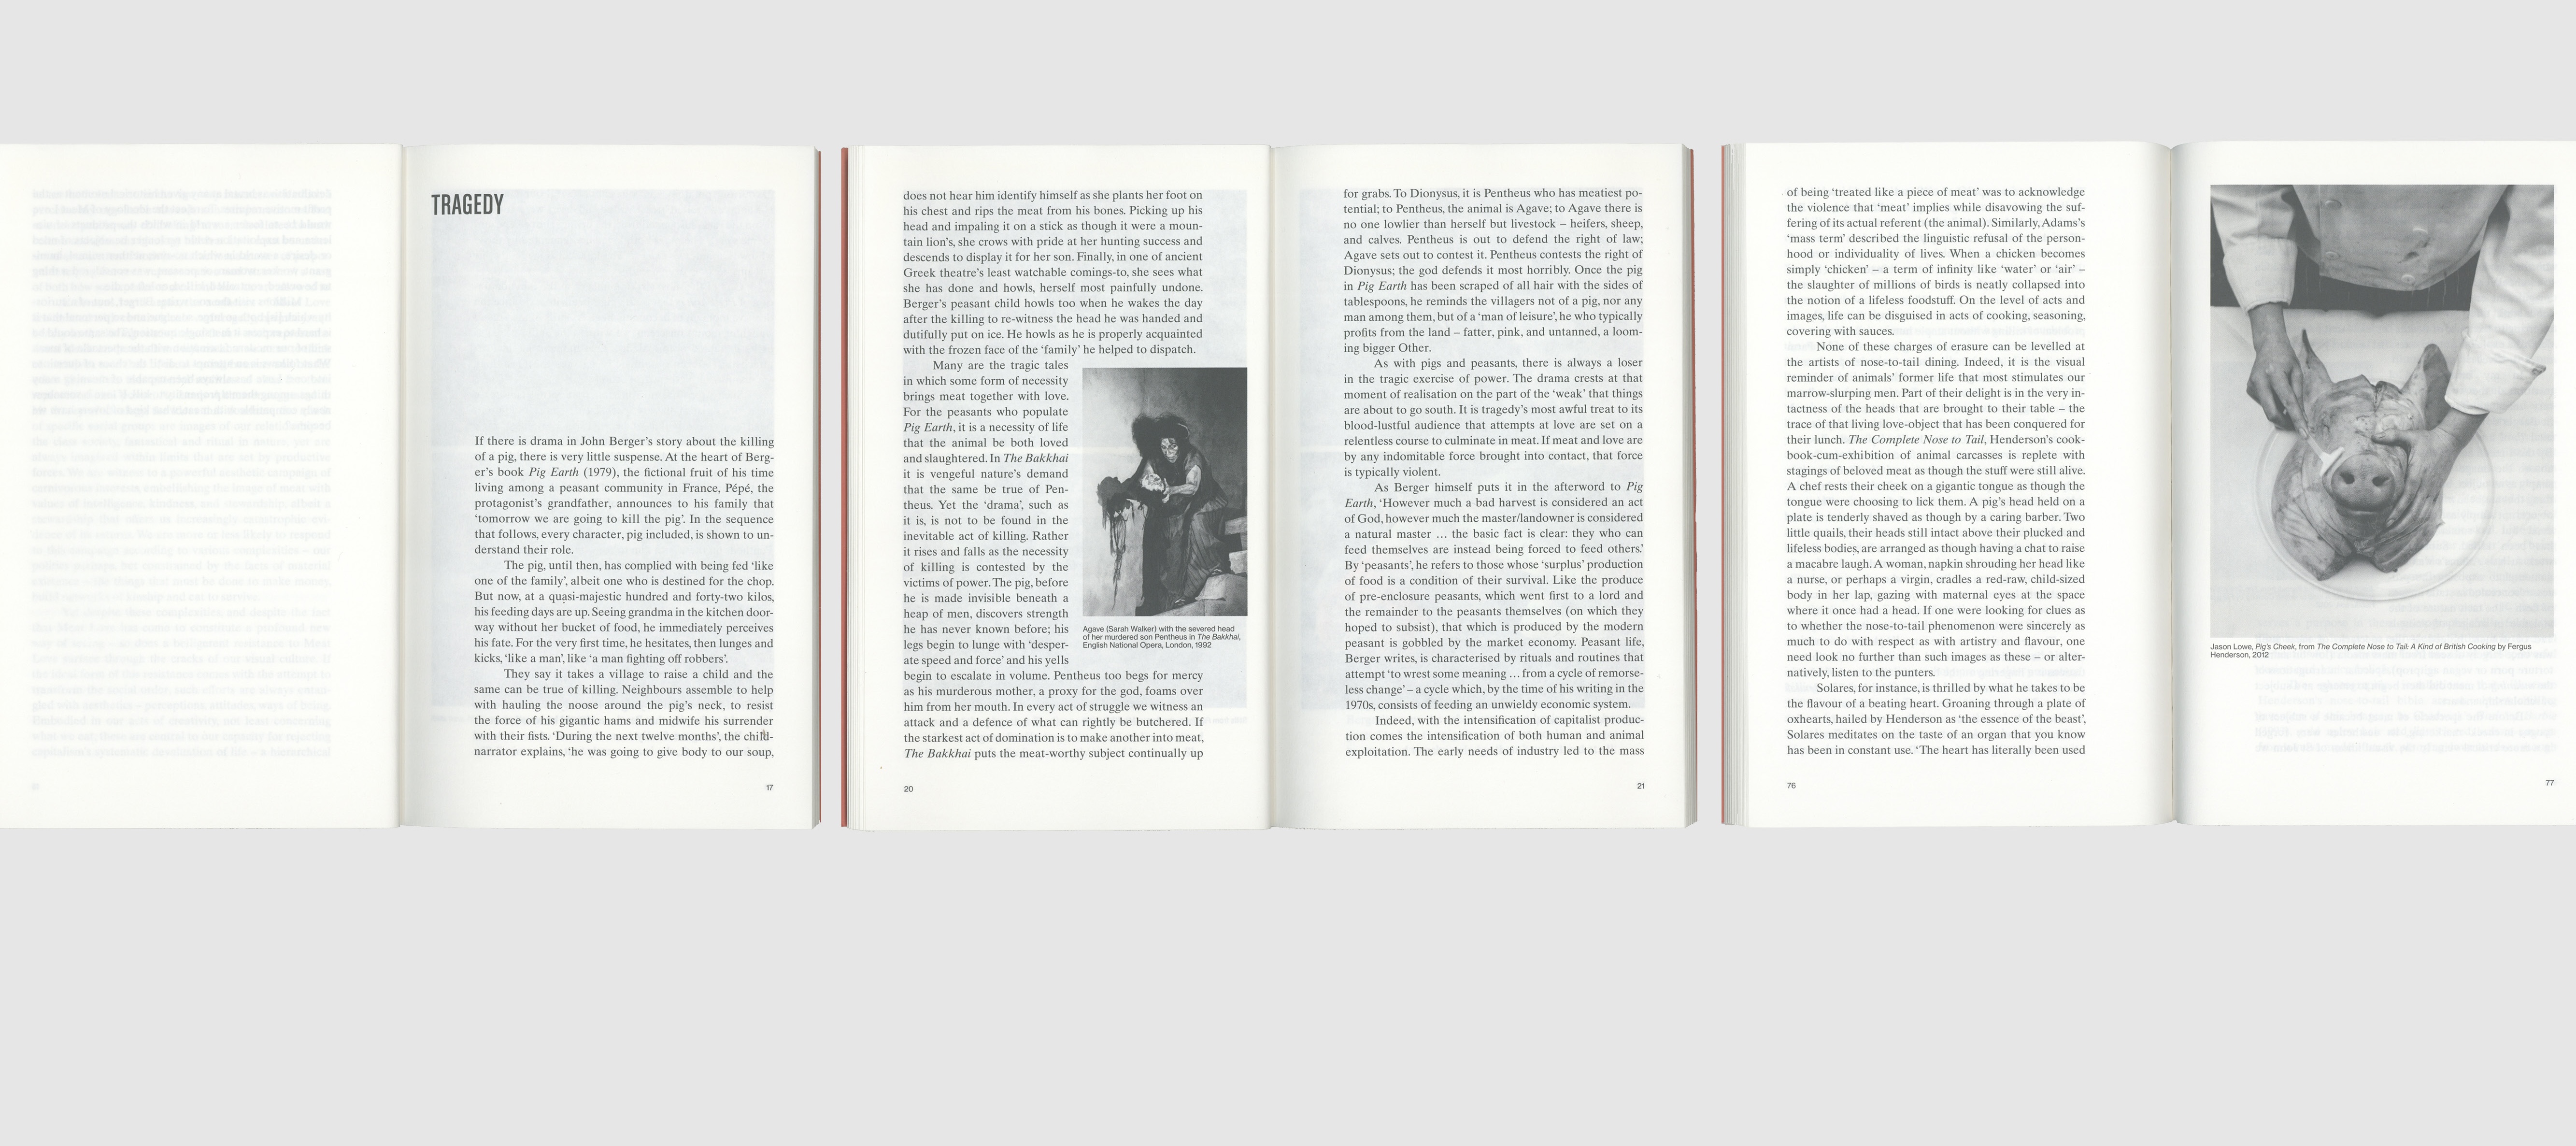 TRAGEDY
If there is drama in John Berger’s story about the killing
of a pig, there is very little suspense. At the heart of Berg-
er’s book Pig Earth (1979), the fictional fruit of his time
living among a peasant community in France, Pépé, the
protagonist’s grandfather, announces to his family that
‘tomorrow we are going to kill the pig’. In the sequence
that follows, every character, pig included, is shown to un-
derstand their role.
The pig, until then, has complied with being fed ‘like
one of the family’, albeit one who is destined for the chop.
But now, at a quasi-majestic hundred and forty-two kilos,
his feeding days are up. Seeing grandma in the kitchen door-
way without her bucket of food, he immediately perceives
his fate. For the very first time, he hesitates, then lunges and
kicks, ‘like a man’, like ‘a man fighting off robbers’.
They say it takes a village to raise a child and the
same can be true of killing. Neighbours assemble to help
with hauling the noose around the pig’s neck, to resist
the force of his gigantic hams and midwife his surrender
with their fists. ‘During the next twelve months’, the child-
narrator explains, ‘he was going to give body to our soup,
17
does not hear him identify himself as she plants her foot on
his chest and rips the meat from his bones. Picking up his
head and impaling it on a stick as though it were a moun-
tain lion’s, she crows with pride at her hunting success and
descends to display it for her son. Finally, in one of ancient
Greek theatre’s least watchable comings-to, she sees what
she has done and howls, herself most painfully undone.
Berger’s peasant child howls too when he wakes the day
after the killing to re-witness the head he was handed and
dutifully put on ice. He howls as he is properly acquainted
with the frozen face of the ‘family’ he helped to dispatch.
Many are the tragic tales
in which some form of necessity
brings meat together with love.
For the peasants who populate
Pig Earth, it is a necessity of life
that the animal be both loved
and slaughtered. In The Bakkhai
it is vengeful nature’s demand
that the same be true of Pen-
theus. Yet the ‘drama’, such as
it is, is not to be found in the
inevitable act of killing. Rather
it rises and falls as the necessity
of killing is contested by the
victims of power. The pig, before
he is made invisible beneath a
heap of men, discovers strength
he has never known before; his
legs begin to lunge with ‘desper-
ate speed and force’ and his yells
begin to escalate in volume. Pentheus too begs for mercy
as his murderous mother, a proxy for the god, foams over
him from her mouth. In every act of struggle we witness an
attack and a defence of what can rightly be butchered. If
the starkest act of domination is to make another into meat,
The Bakkhai puts the meat-worthy subject continually up
Agave (Sarah Walker) with the severed head
of her murdered son Pentheus in The Bakkhai,
English National Opera, London, 1992
20
for grabs. To Dionysus, it is Pentheus who has meatiest po-
tential; to Pentheus, the animal is Agave; to Agave there is
no one lowlier than herself but livestock – heifers, sheep,
and calves. Pentheus is out to defend the right of law;
Agave sets out to contest it. Pentheus contests the right of
Dionysus; the god defends it most horribly. Once the pig
in Pig Earth has been scraped of all hair with the sides of
tablespoons, he reminds the villagers not of a pig, nor any
man among them, but of a ‘man of leisure’, he who typically
profits from the land – fatter, pink, and untanned, a loom-
ing bigger Other.
As with pigs and peasants, there is always a loser
in the tragic exercise of power. The drama crests at that
moment of realisation on the part of the ‘weak’ that things
are about to go south. It is tragedy’s most awful treat to its
blood-lustful audience that attempts at love are set on a
relentless course to culminate in meat. If meat and love are
by any indomitable force brought into contact, that force
is typically violent.
As Berger himself puts it in the afterword to Pig
Earth, ‘However much a bad harvest is considered an act
of God, however much the master/landowner is considered
a natural master … the basic fact is clear: they who can
feed themselves are instead being forced to feed others.’
By ‘peasants’, he refers to those whose ‘surplus’ production
of food is a condition of their survival. Like the produce
of pre-enclosure peasants, which went first to a lord and
the remainder to the peasants themselves (on which they
hoped to subsist), that which is produced by the modern
peasant is gobbled by the market economy. Peasant life,
Berger writes, is characterised by rituals and routines that
attempt ‘to wrest some meaning … from a cycle of remorse-
less change’ – a cycle which, by the time of his writing in the
1970s, consists of feeding an unwieldy economic system.
Indeed, with the intensification of capitalist produc-
tion comes the intensification of both human and animal
exploitation. The early needs of industry led to the mass
21
of being ‘treated like a piece of meat’ was to acknowledge
the violence that ‘meat’ implies while disavowing the suf-
fering of its actual referent (the animal). Similarly, Adams’s
‘mass term’ described the linguistic refusal of the person-
hood or individuality of lives. When a chicken becomes
simply ‘chicken’ – a term of infinity like ‘water’ or ‘air’ –
the slaughter of millions of birds is neatly collapsed into
the notion of a lifeless foodstuff. On the level of acts and
images, life can be disguised in acts of cooking, seasoning,
covering with sauces.
None of these charges of erasure can be levelled at
the artists of nose-to-tail dining. Indeed, it is the visual
reminder of animals’ former life that most stimulates our
marrow-slurping men. Part of their delight is in the very in-
tactness of the heads that are brought to their table – the
trace of that living love-object that has been conquered for
their lunch. The Complete Nose to Tail, Henderson’s cook-
book-cum-exhibition of animal carcasses is replete with
stagings of beloved meat as though the stuff were still alive.
A chef rests their cheek on a gigantic tongue as though the
tongue were choosing to lick them. A pig’s head held on a
plate is tenderly shaved as though by a caring barber. Two
little quails, their heads still intact above their plucked and
lifeless bodies, are arranged as though having a chat to raise
a macabre laugh. A woman, napkin shrouding her head like
a nurse, or perhaps a virgin, cradles a red-raw, child-sized
body in her lap, gazing with maternal eyes at the space
where it once had a head. If one were looking for clues as
to whether the nose-to-tail phenomenon were sincerely as
much to do with respect as with artistry and flavour, one
need look no further than such images as these – or alter-
natively, listen to the punters.
Solares, for instance, is thrilled by what he takes to be
the flavour of a beating heart. Groaning through a plate of
oxhearts, hailed by Henderson as ‘the essence of the beast’,
Solares meditates on the taste of an organ that you know
has been in constant use. ‘The heart has literally been used
76
Jason Lowe, Pig’s Cheek, from The Complete Nose to Tail: A Kind of British Cooking by Fergus
Henderson, 2012
77